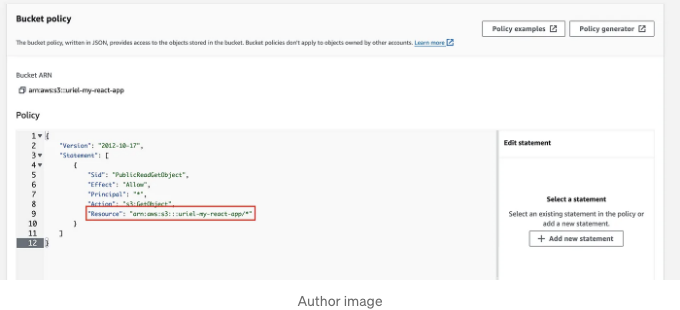 Bucket policy
Policy examples
Policy generator
The bucket policy, written in JSON, provides access to the objects stored in the bucket. Bucket policies don't apply to objects owned by other accounts. Learn more
Bucket ARN
arn:aws:s3:::uriel-my-react-app
Policy
1 {
2 "Version": "2012-10-17",
3 "Statement": [
4 {
5 "Sid": "PublicReadGetObject",
6 "Effect": "Allow",
7 "Principal": "*",
8 "Action": "s3:GetObject",
9 "Resource": "arn:aws:s3:::uriel-my-react-app/*"
10 }
11 ]
12 }
Edit statement
Select a statement
Select an existing statement in the policy or
add a new statement.
+ Add new statement
Author image